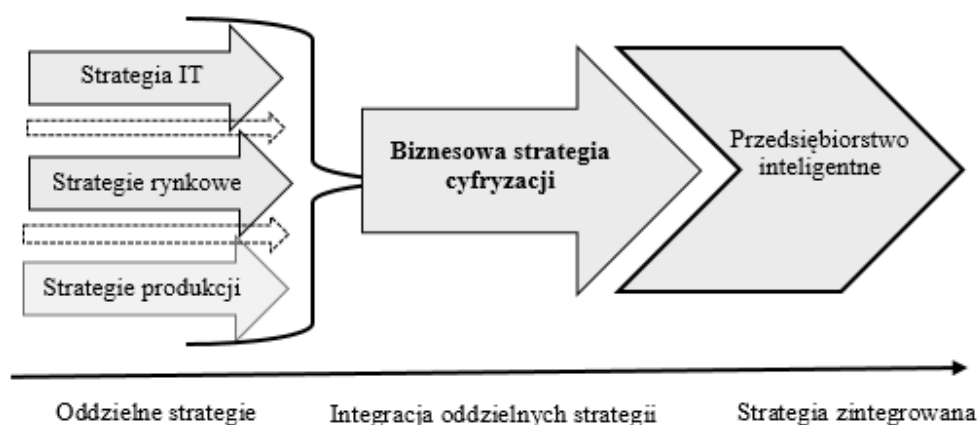 Strategia IT
Strategie rynkowe
Strategie produkcji
Biznesowa strategia
cyfryzacji
Przedsiębiorstwo
inteligentne
Oddzielne strategie
Integracja oddzielnych strategii
Strategia zintegrowana